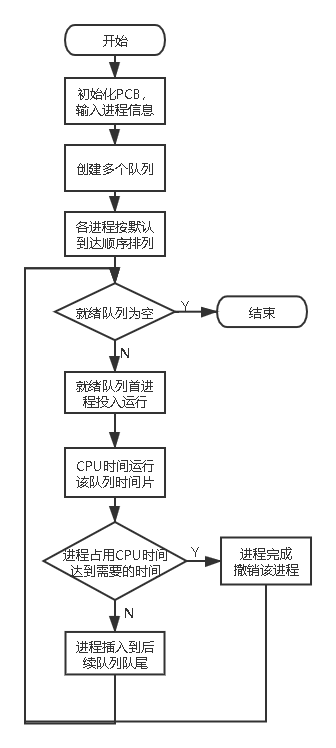 开始
初始化PCB，
输入进程信息
创建多个队列
各进程按默认
到达顺序排列
就绪队列为空
Y
结束
N
就绪队列首进
程投入运行
CPU时间运行
该队列时间片
进程占用CPU时间
达到需要的时间
Y
进程完成
撤销该进程
N
进程插入到后
续队列队尾